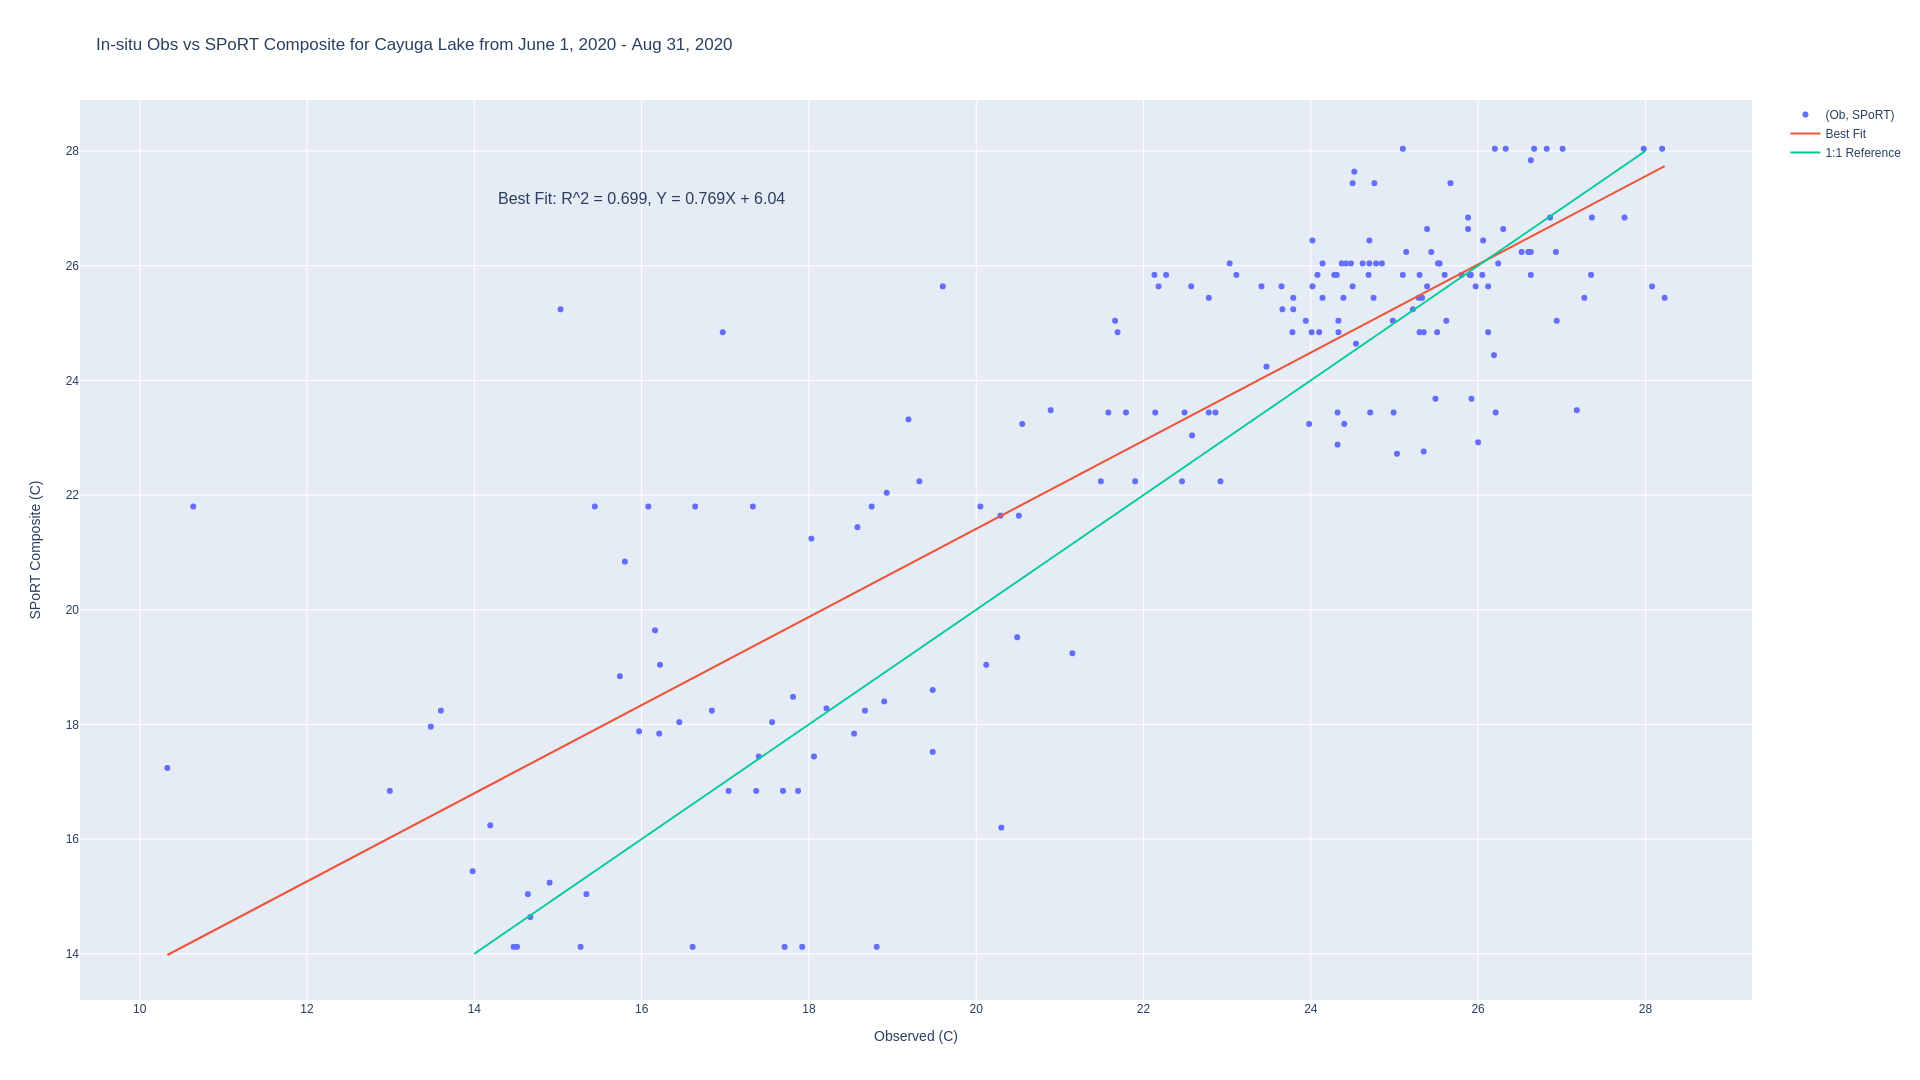 In-situ Obs vs SPoRT Composite for Cayuga Lake from June 1, 2020 - Aug 31, 2020
(Ob, SPoRT)
Best Fit
1:1 Reference
Best Fit: R^2 = 0.699, Y = 0.769X + 6.04
SPoRT Composite (C)
28
26
24
22
20
18
16
14
10 12 14 16 18 20 22 24 26 28
Observed (C)